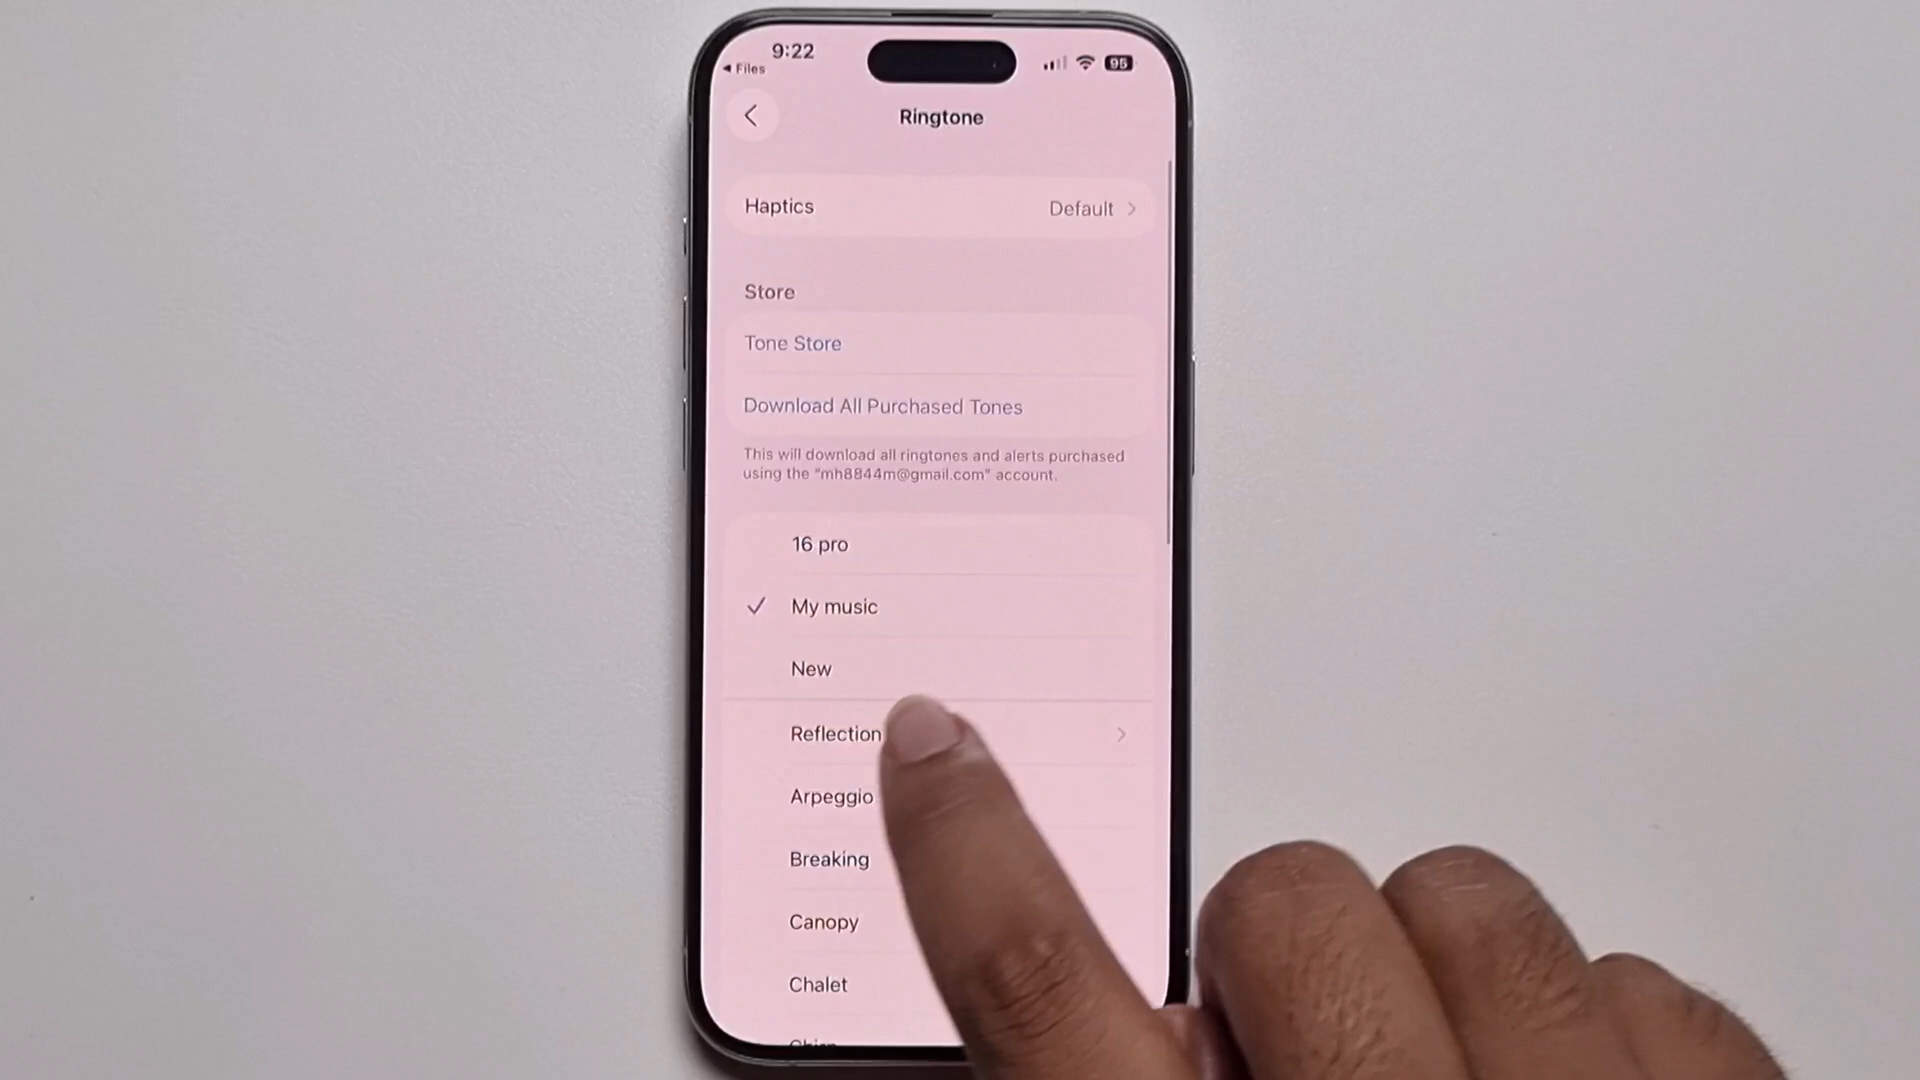 9:22
Files
95
Ringtone
Haptics
Default
Store
Tone Store
Download All Purchased Tones
This will download all ringtones and alerts purchased
using the "mh8844m@gmail.com" account.
16 pro
My music
New
Reflection
Arpeggio
Breaking
Canopy
Chalet